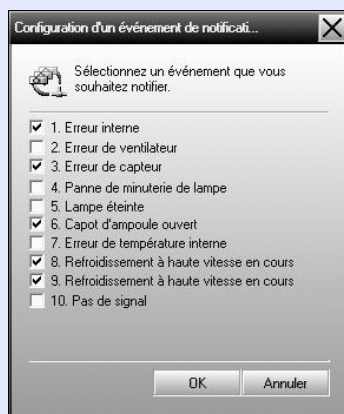 Configuration d'un événement de notificati...
Sélectionnez un événement que vous
souhaitez notifier.
1. Erreur interne
2. Erreur de ventilateur
3. Erreur de capteur
4. Panne de minuterie de lampe
5. Lampe éteinte
6. Capot d'ampoule ouvert
7. Erreur de température interne
8. Refroidissement à haute vitesse en cours
9. Refroidissement à haute vitesse en cours
10. Pas de signal
OK
Annuler